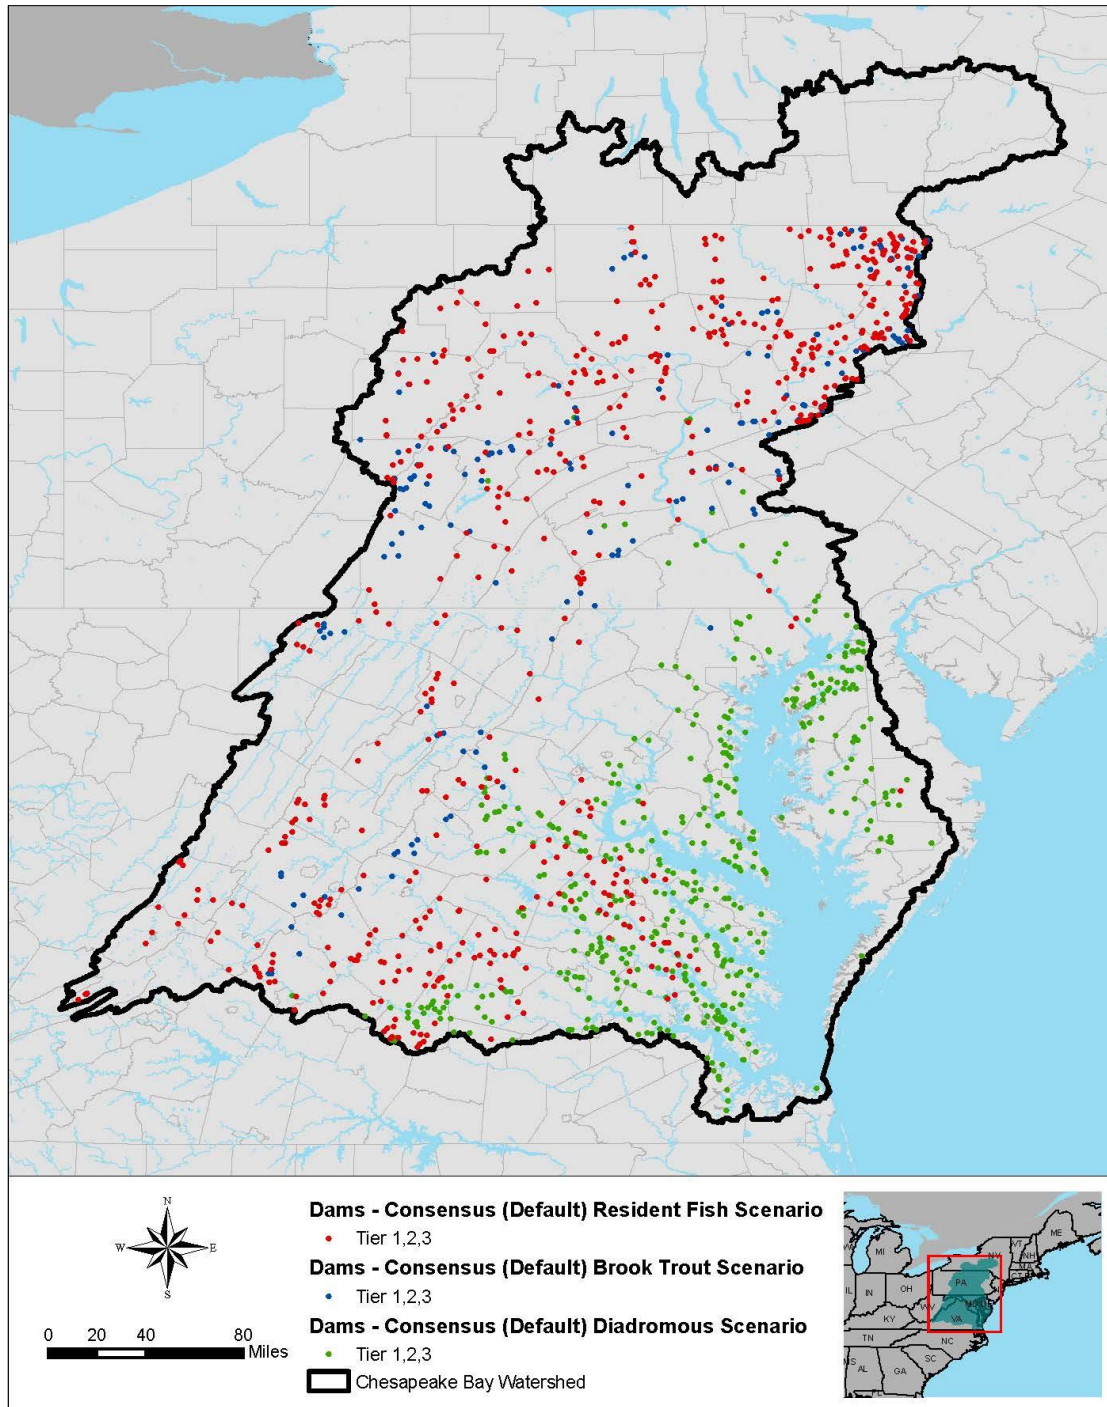 N
W
E
S
0 20 40 80
Miles
Dams - Consensus (Default) Resident Fish Scenario
Tier 1,2,3
Dams - Consensus (Default) Brook Trout Scenario
Tier 1,2,3
Dams - Consensus (Default) Diadromous Scenario
Tier 1,2,3
Chesapeake Bay Watershed
ME
VT
NH
NY
MI
PA
OH
IN
IL
WV
VA
KY
NC
TN
SC
MS
AL
GA